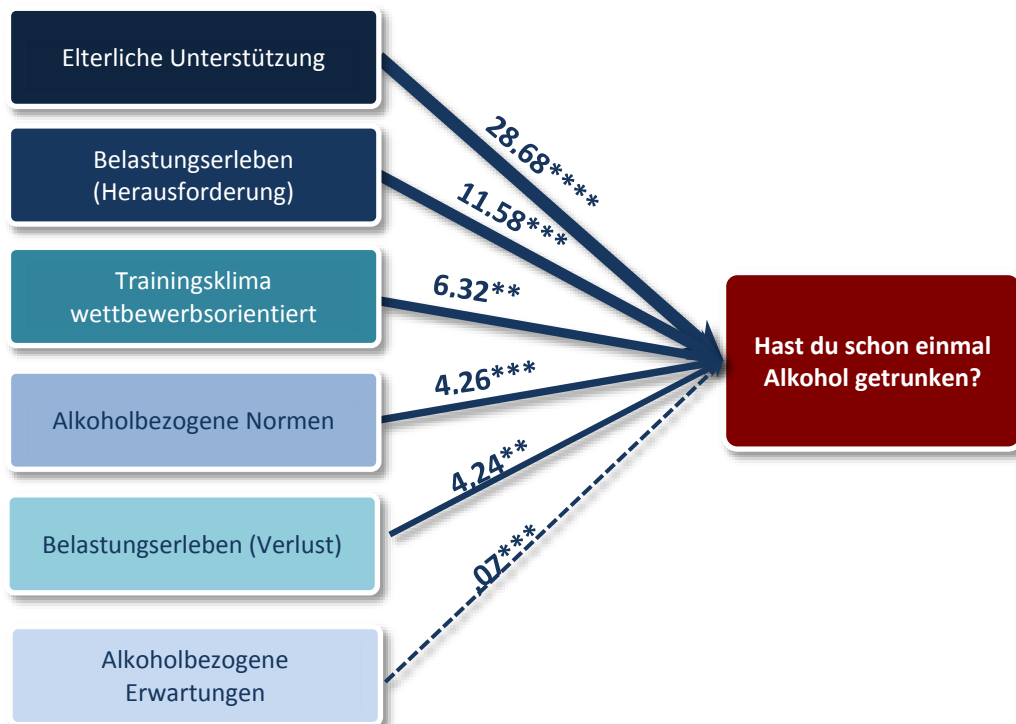 Elterliche Unterstützung
28.68****
Belastungserleben
(Herausforderung)
11.58***
Trainingsklima
wettbewerbsorientiert
6.32**
Hast du schon einmal
Alkohol getrunken?
Alkoholbezogene Normen
4.26***
Belastungserleben (Verlust)
4.24**
.07***
Alkoholbezogene
Erwartungen